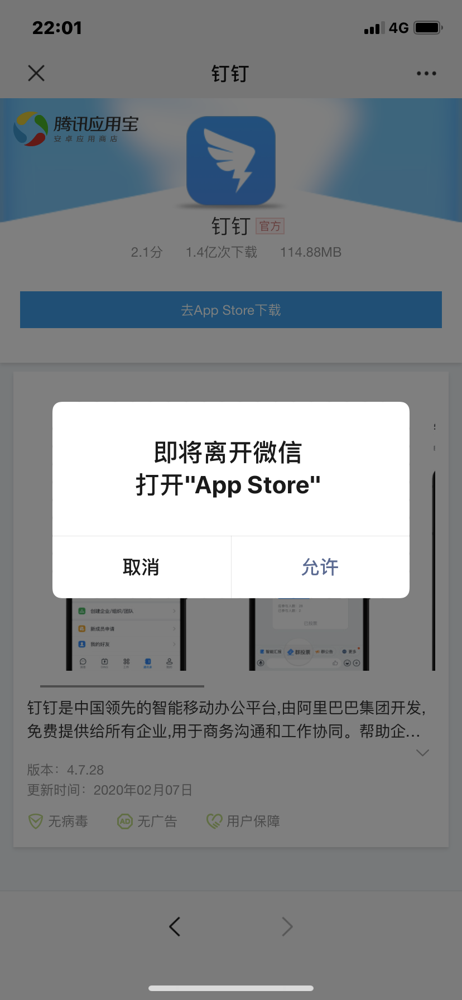 22:01
4G
钉钉
腾讯应用宝
安卓应用商店
钉钉 官方
2.1分 1.4亿次下载 114.88MB
去App Store下载
即将离开微信
打开"App Store"
取消 允许
创建企业/组织/团队
新成员申请
我的好友
已投票
智能汇报 群投票 群公告 更多
钉钉是中国领先的智能移动办公平台,由阿里巴巴集团开发,
免费提供给所有企业,用于商务沟通和工作协同。帮助企...
版本：4.7.28
更新时间：2020年02月07日
无病毒 AD 无广告 用户保障